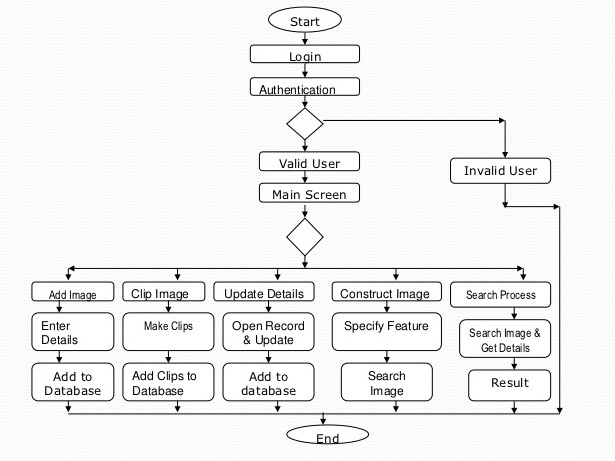 Start
Login
Authentication
Valid User
Invalid User
Main Screen
Add Image
Clip Image
Update Details
Construct Image
Search Process
Enter
Details
Make Clips
Open Record
& Update
Specify Feature
Search Image &
Get Details
Add to
Database
Add Clips to
Database
Add to
database
Search
Image
Result
End